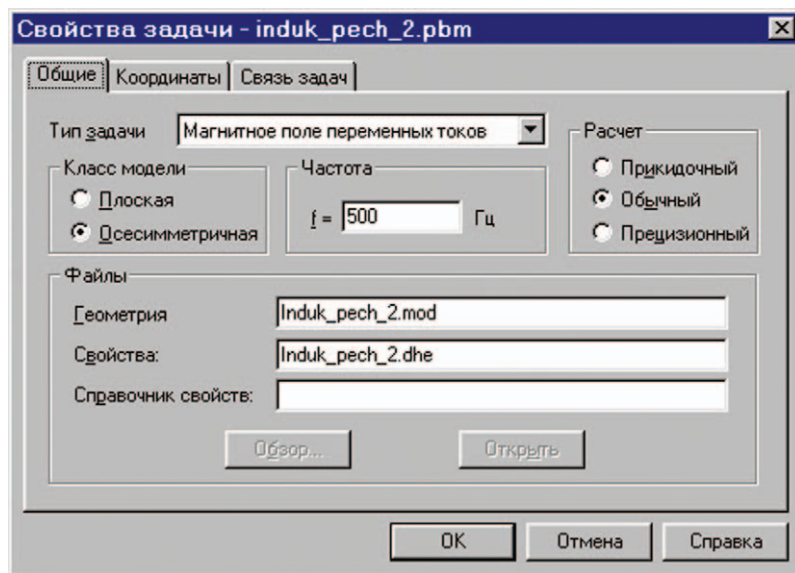 Свойства задачи - induk_pech_2.pbm
Общие Координаты Связь задач
Тип задачи Магнитное поле переменных токов
Расчет
Прикидочный
Обычный
Прецизионный
Класс модели
Плоская
Осесимметричная
Частота
f = 500 Гц
Файлы
Геометрия Induk_pech_2.mod
Свойства: Induk_pech_2.dhe
Справочник свойств:
Обзор... Открыть
OK Отмена Справка